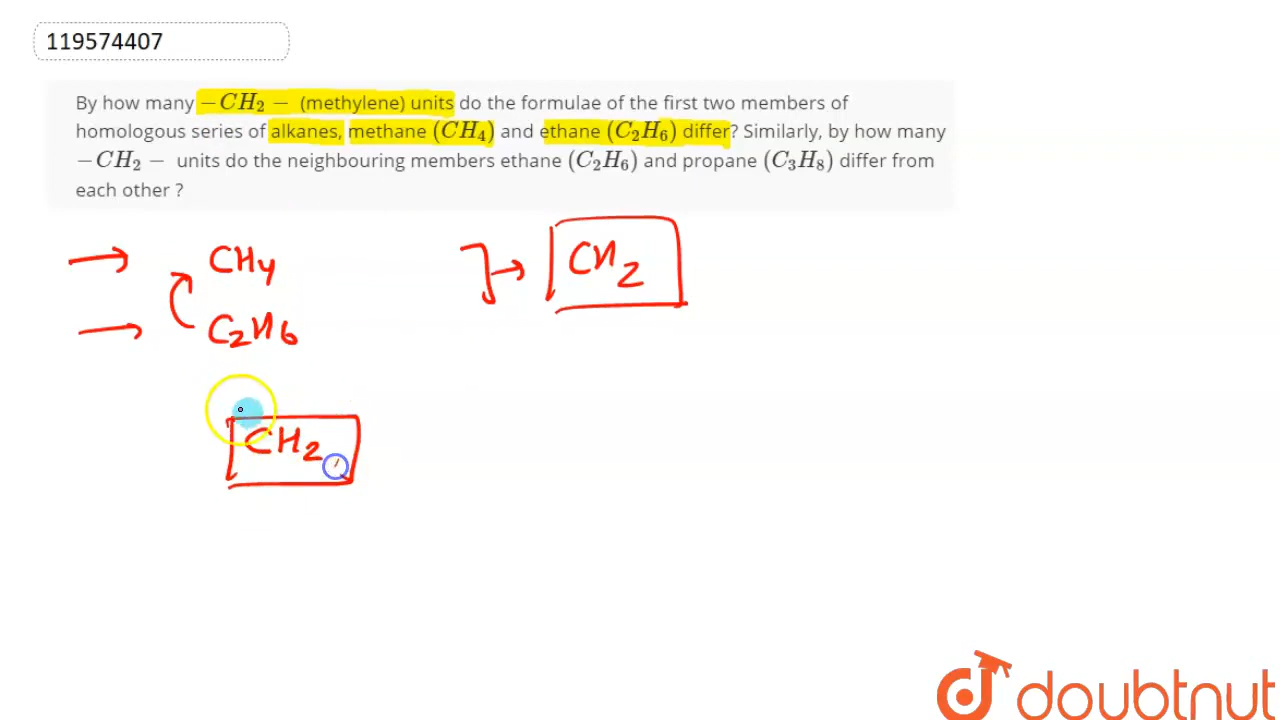 119574407
By how many −CH₂− (methylene) units do the formulae of the first two members of
homologous series of alkanes, methane (CH₄) and ethane (C₂H₆) differ? Similarly, by how many
−CH₂− units do the neighbouring members ethane (C₂H₆) and propane (C₃H₈) differ from
each other ?
→ CH4 ] → CH2
→ C2H6
CH2
doubtnut